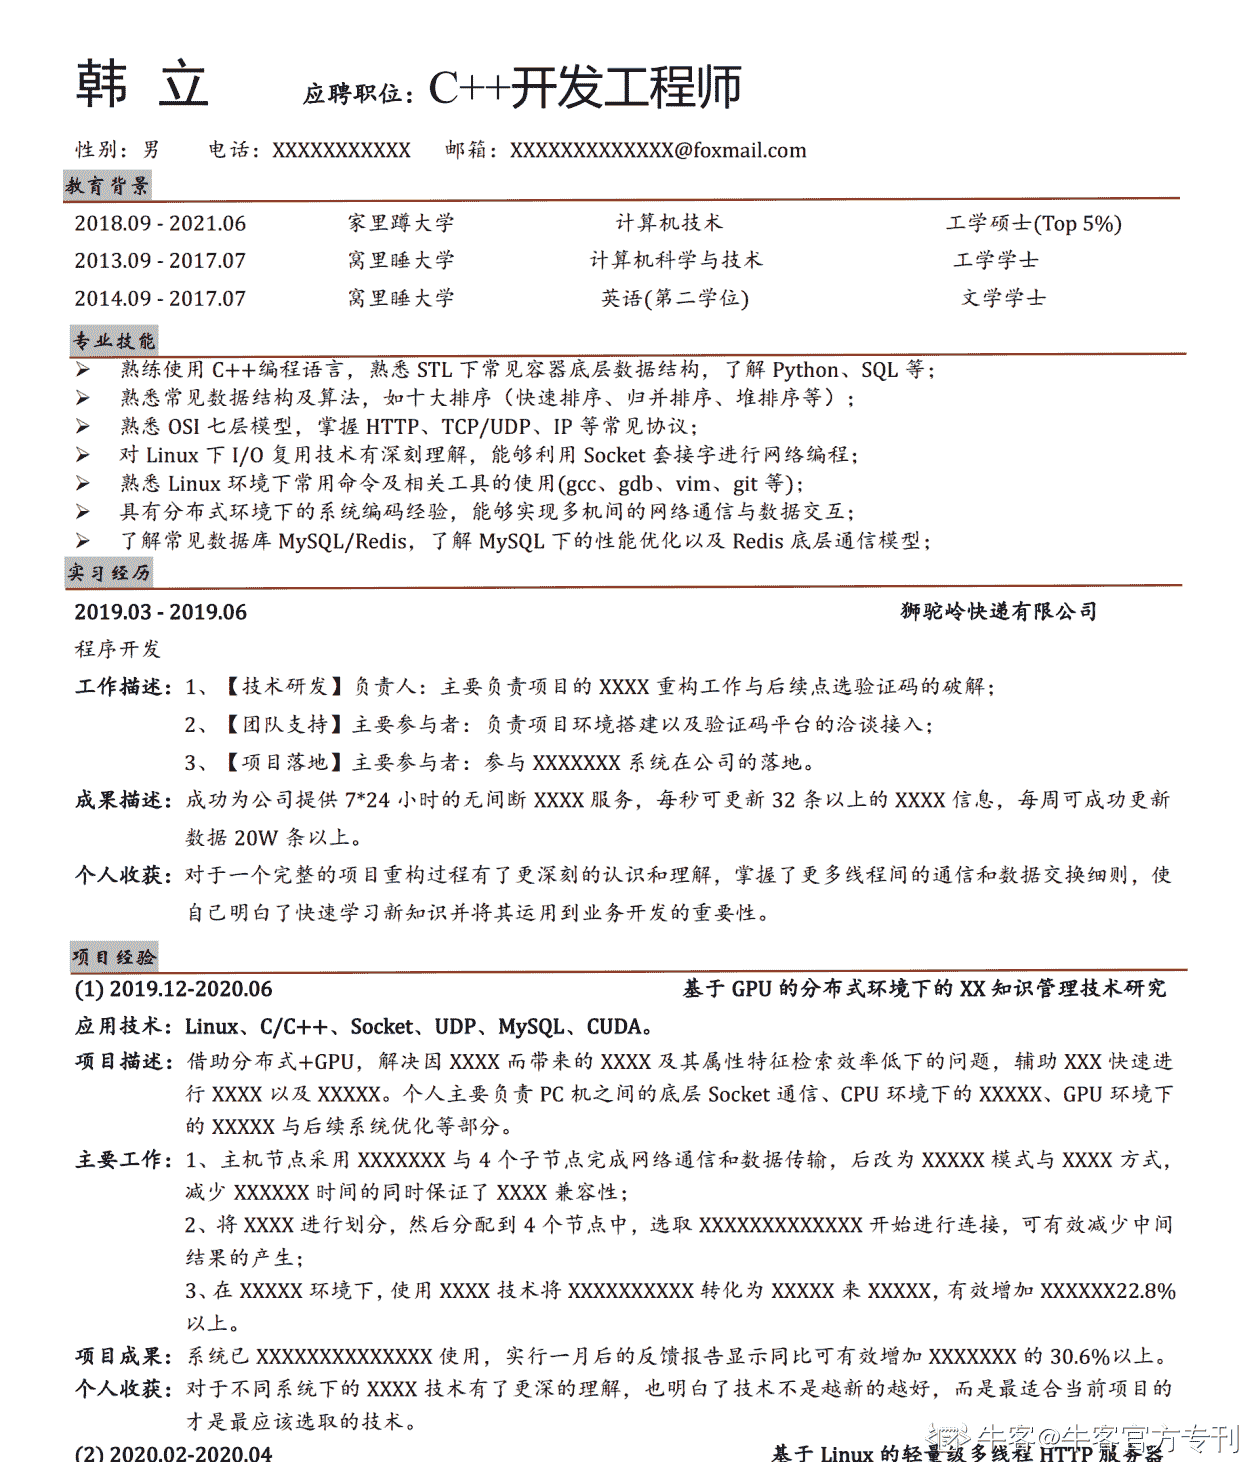 韩 立 应聘职位：C++开发工程师
性别：男 电话：XXXXXXXXXXX 邮箱：XXXXXXXXXXXXX@foxmail.com
教育背景
2018.09 - 2021.06 家里蹲大学 计算机技术 工学硕士(Top 5%)
2013.09 - 2017.07 窝里睡大学 计算机科学与技术 工学学士
2014.09 - 2017.07 窝里睡大学 英语(第二学位) 文学学士
专业技能
➢ 熟练使用 C++编程语言，熟悉 STL 下常见容器底层数据结构，了解 Python、SQL 等；
➢ 熟悉常见数据结构及算法，如十大排序（快速排序、归并排序、堆排序等）；
➢ 熟悉 OSI 七层模型，掌握 HTTP、TCP/UDP、IP 等常见协议；
➢ 对 Linux 下 I/O 复用技术有深刻理解，能够利用 Socket 套接字进行网络编程；
➢ 熟悉 Linux 环境下常用命令及相关工具的使用(gcc、gdb、vim、git 等)；
➢ 具有分布式环境下的系统编码经验，能够实现多机间的网络通信与数据交互；
➢ 了解常见数据库 MySQL/Redis，了解 MySQL 下的性能优化以及 Redis 底层通信模型；
实习经历
2019.03 - 2019.06 狮驼岭快递有限公司
程序开发
工作描述：1、【技术研发】负责人：主要负责项目的 XXXX 重构工作与后续点选验证码的破解；
2、【团队支持】主要参与者：负责项目环境搭建以及验证码平台的洽谈接入；
3、【项目落地】主要参与者：参与 XXXXXXX 系统在公司的落地。
成果描述：成功为公司提供 7*24 小时的无间断 XXXX 服务，每秒可更新 32 条以上的 XXXX 信息，每周可成功更新
数据 20W 条以上。
个人收获：对于一个完整的项目重构过程有了更深刻的认识和理解，掌握了更多线程间的通信和数据交换细则，使
自己明白了快速学习新知识并将其运用到业务开发的重要性。
项目经验
(1) 2019.12-2020.06 基于 GPU 的分布式环境下的 XX 知识管理技术研究
应用技术：Linux、C/C++、Socket、UDP、MySQL、CUDA。
项目描述：借助分布式+GPU，解决因 XXXX 而带来的 XXXX 及其属性特征检索效率低下的问题，辅助 XXX 快速进
行 XXXX 以及 XXXXX。个人主要负责 PC 机之间的底层 Socket 通信、CPU 环境下的 XXXXX、GPU 环境下
的 XXXXX 与后续系统优化等部分。
主要工作：1、主机节点采用 XXXXXXX 与 4 个子节点完成网络通信和数据传输，后改为 XXXXX 模式与 XXXX 方式，
减少 XXXXXX 时间的同时保证了 XXXX 兼容性；
2、将 XXXX 进行划分，然后分配到 4 个节点中，选取 XXXXXXXXXXXXX 开始进行连接，可有效减少中间
结果的产生；
3、在 XXXXX 环境下，使用 XXXX 技术将 XXXXXXXXXX 转化为 XXXXX 来 XXXXX，有效增加 XXXXXX22.8%
以上。
项目成果：系统已 XXXXXXXXXXXXXX 使用，实行一月后的反馈报告显示同比可有效增加 XXXXXXX 的 30.6%以上。
个人收获：对于不同系统下的 XXXX 技术有了更深的理解，也明白了技术不是越新的越好，而是最适合当前项目的
才是最应该选取的技术。
(2) 2020.02-2020.04 基于 Linux 的轻量级多线程 HTTP 服务器
牛客@牛客官方专刊